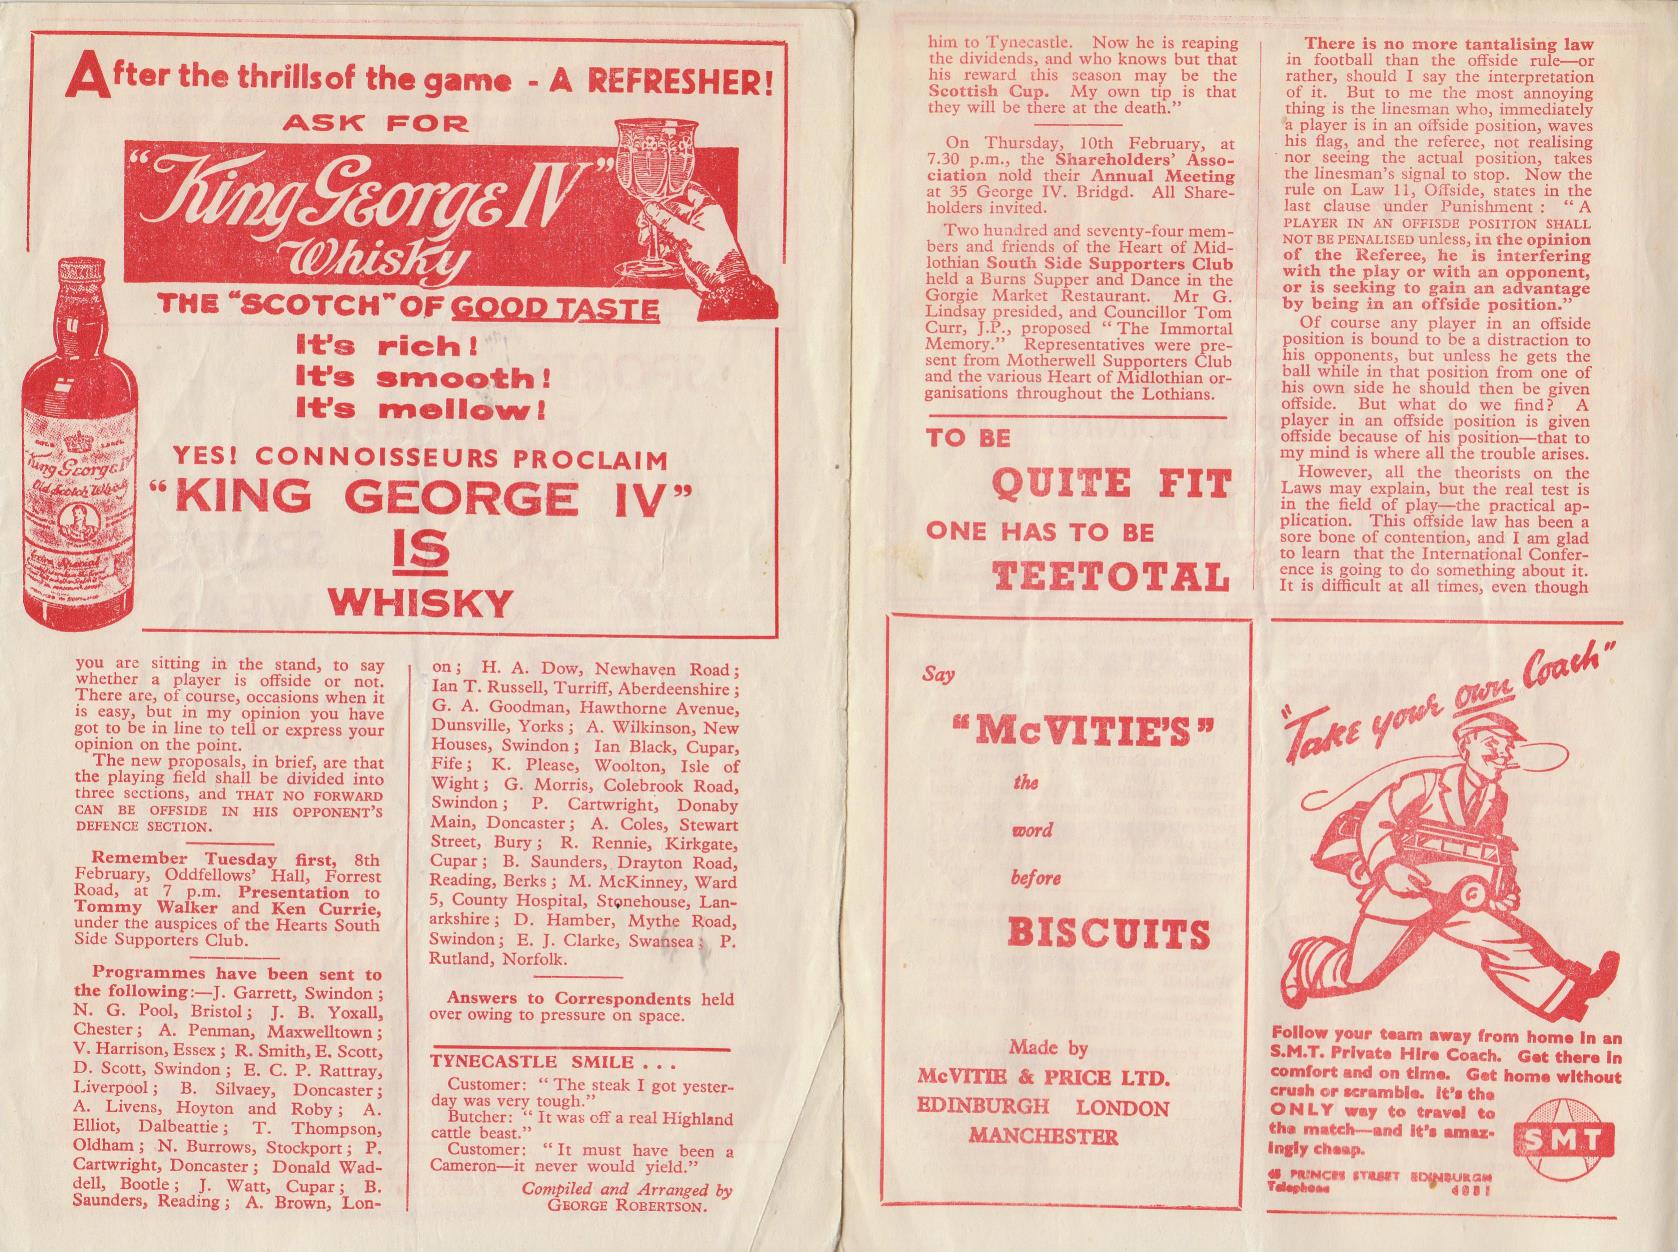 After the thrills of the game - A REFRESHER!
ASK FOR
"King George IV"
Whisky
THE "SCOTCH" OF GOOD TASTE
It's rich!
It's smooth!
It's mellow!
YES! CONNOISSEURS PROCLAIM
"KING GEORGE IV"
IS
WHISKY
GOLD LABEL
King George IV
Old Scotch Whisky
Extra Special
you are sitting in the stand, to say
whether a player is offside or not.
There are, of course, occasions when it
is easy, but in my opinion you have
got to be in line to tell or express your
opinion on the point.
The new proposals, in brief, are that
the playing field shall be divided into
three sections, and THAT NO FORWARD
CAN BE OFFSIDE IN HIS OPPONENT'S
DEFENCE SECTION.
Remember Tuesday first, 8th
February, Oddfellows' Hall, Forrest
Road, at 7 p.m. Presentation to
Tommy Walker and Ken Currie,
under the auspices of the Hearts South
Side Supporters Club.
Programmes have been sent to
the following:—J. Garrett, Swindon;
N. G. Pool, Bristol; J. B. Yoxall,
Chester; A. Penman, Maxwelltown;
V. Harrison, Essex; R. Smith, E. Scott,
D. Scott, Swindon; E. C. P. Rattray,
Liverpool; B. Silvaey, Doncaster;
A. Livens, Hoyton and Roby; A.
Elliot, Dalbeattie; T. Thompson,
Oldham; N. Burrows, Stockport; P.
Cartwright, Doncaster; Donald Wad-
dell, Bootle; J. Watt, Cupar; B.
Saunders, Reading; A. Brown, Lon-
on; H. A. Dow, Newhaven Road;
Ian T. Russell, Turriff, Aberdeenshire;
G. A. Goodman, Hawthorne Avenue,
Dunsville, Yorks; A. Wilkinson, New
Houses, Swindon; Ian Black, Cupar,
Fife; K. Please, Woolton, Isle of
Wight; G. Morris, Colebrook Road,
Swindon; P. Cartwright, Donaby
Main, Doncaster; A. Coles, Stewart
Street, Bury; R. Rennie, Kirkgate,
Cupar; B. Saunders, Drayton Road,
Reading, Berks; M. McKinney, Ward
5, County Hospital, Stonehouse, Lan-
arkshire; D. Hamber, Mythe Road,
Swindon; E. J. Clarke, Swansea; P.
Rutland, Norfolk.
Answers to Correspondents held
over owing to pressure on space.
TYNECASTLE SMILE . . .
Customer: "The steak I got yester-
day was very tough."
Butcher: "It was off a real Highland
cattle beast."
Customer: "It must have been a
Cameron—it never would yield."
Compiled and Arranged by
GEORGE ROBERTSON.
him to Tynecastle. Now he is reaping
the dividends, and who knows but that
his reward this season may be the
Scottish Cup. My own tip is that
they will be there at the death."
On Thursday, 10th February, at
7.30 p.m., the Shareholders' Asso-
ciation nold their Annual Meeting
at 35 George IV. Bridgd. All Share-
holders invited.
Two hundred and seventy-four mem-
bers and friends of the Heart of Mid-
lothian South Side Supporters Club
held a Burns Supper and Dance in the
Gorgie Market Restaurant. Mr G.
Lindsay presided, and Councillor Tom
Curr, J.P., proposed "The Immortal
Memory." Representatives were pre-
sent from Motherwell Supporters Club
and the various Heart of Midlothian or-
ganisations throughout the Lothians.
TO BE
QUITE FIT
ONE HAS TO BE
TEETOTAL
There is no more tantalising law
in football than the offside rule—or
rather, should I say the interpretation
of it. But to me the most annoying
thing is the linesman who, immediately
a player is in an offside position, waves
his flag, and the referee, not realising
nor seeing the actual position, takes
the linesman's signal to stop. Now the
rule on Law 11, Offside, states in the
last clause under Punishment: "A
PLAYER IN AN OFFISDE POSITION SHALL
NOT BE PENALISED unless, in the opinion
of the Referee, he is interfering
with the play or with an opponent,
or is seeking to gain an advantage
by being in an offside position."
Of course any player in an offside
position is bound to be a distraction to
his opponents, but unless he gets the
ball while in that position from one of
his own side he should then be given
offside. But what do we find? A
player in an offside position is given
offside because of his position—that to
my mind is where all the trouble arises.
However, all the theorists on the
Laws may explain, but the real test is
in the field of play—the practical ap-
plication. This offside law has been a
sore bone of contention, and I am glad
to learn that the International Confer-
ence is going to do something about it.
It is difficult at all times, even though
Say
"McVITIE'S"
the
word
before
BISCUITS
Made by
McVITIE & PRICE LTD.
EDINBURGH LONDON
MANCHESTER
"Take your own Coach"
Follow your team away from home in an
S.M.T. Private Hire Coach. Get there in
comfort and on time. Get home without
crush or scramble. It's the
ONLY way to travel to
the match—and it's amaz-
ingly cheap.
SMT
45 PRINCES STREET EDINBURGH
Telephone